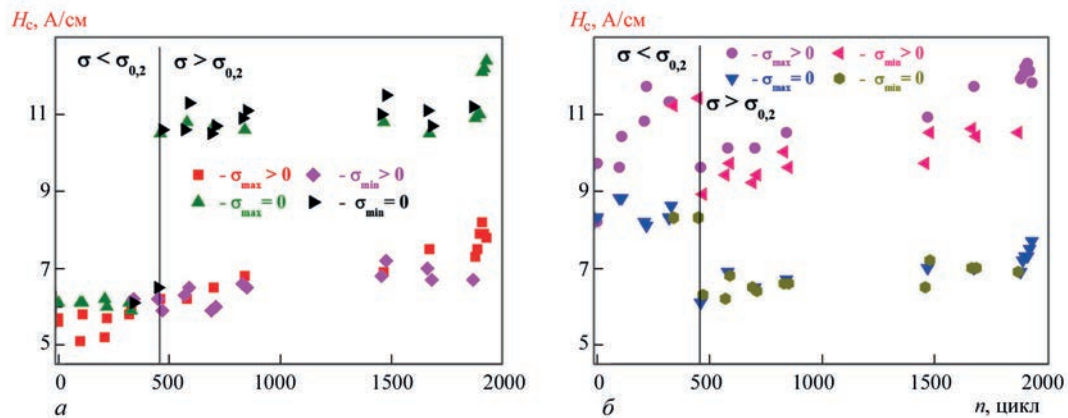 H_c, А/см
σ < σ_0,2 σ > σ_0,2
11
9
7
5
- σ_max > 0 - σ_min > 0
- σ_max = 0 - σ_min = 0
0 500 1000 1500 2000
а
H_c, А/см
- σ_max > 0 - σ_min > 0
- σ_max = 0 - σ_min = 0
σ < σ_0,2
σ > σ_0,2
11
9
7
5
0 500 1000 1500 2000
б n, цикл